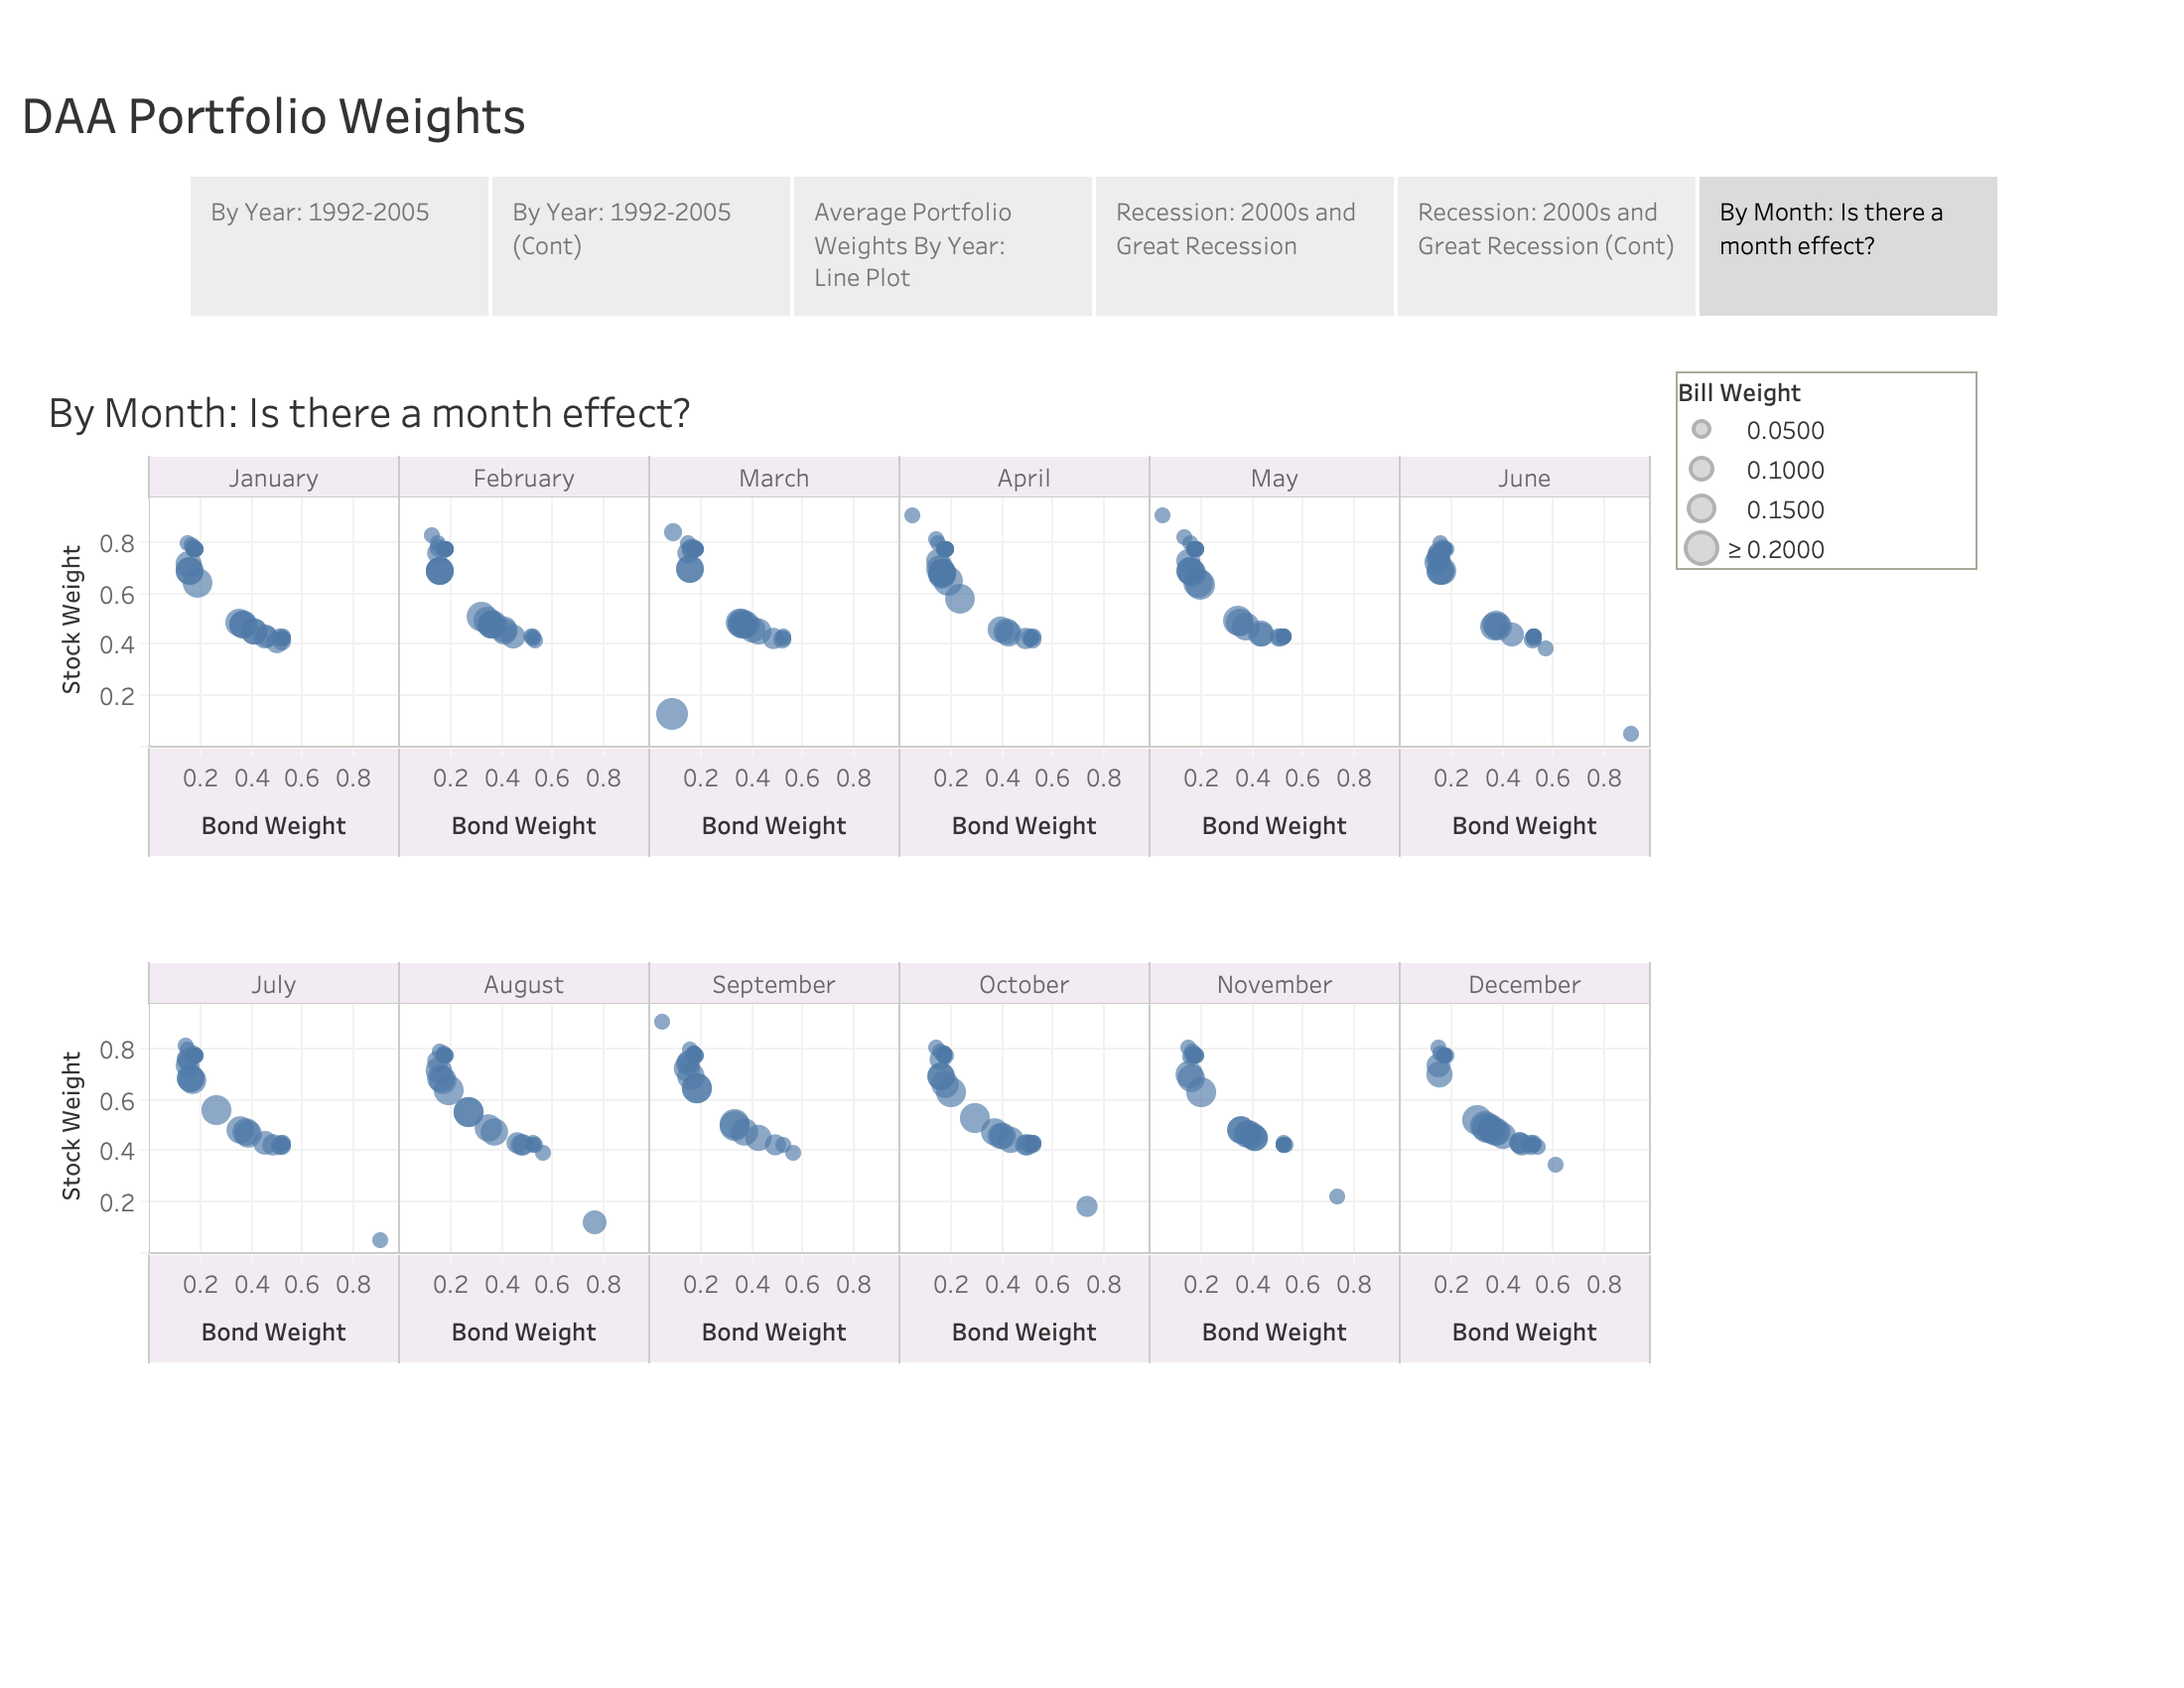 DAA Portfolio Weights
By Year: 1992-2005
By Year: 1992-2005
(Cont)
Average Portfolio
Weights By Year:
Line Plot
Recession: 2000s and
Great Recession
Recession: 2000s and
Great Recession (Cont)
By Month: Is there a
month effect?
By Month: Is there a month effect?
Bill Weight
0.0500
0.1000
0.1500
≥ 0.2000
January February March April May June
Stock Weight
0.8
0.6
0.4
0.2
0.2 0.4 0.6 0.8 0.2 0.4 0.6 0.8 0.2 0.4 0.6 0.8 0.2 0.4 0.6 0.8 0.2 0.4 0.6 0.8 0.2 0.4 0.6 0.8
Bond Weight Bond Weight Bond Weight Bond Weight Bond Weight Bond Weight
July August September October November December
Stock Weight
0.8
0.6
0.4
0.2
0.2 0.4 0.6 0.8 0.2 0.4 0.6 0.8 0.2 0.4 0.6 0.8 0.2 0.4 0.6 0.8 0.2 0.4 0.6 0.8 0.2 0.4 0.6 0.8
Bond Weight Bond Weight Bond Weight Bond Weight Bond Weight Bond Weight